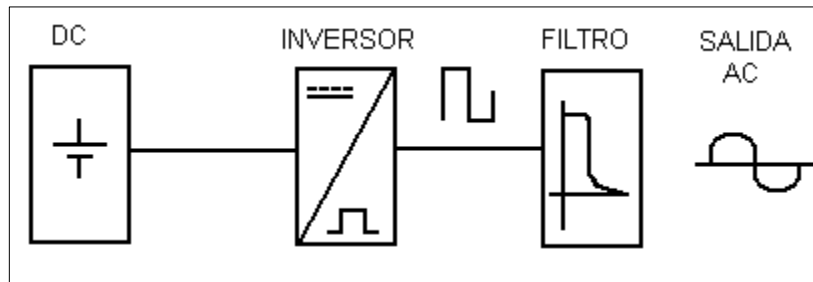 DC
INVERSOR
FILTRO
SALIDA
AC